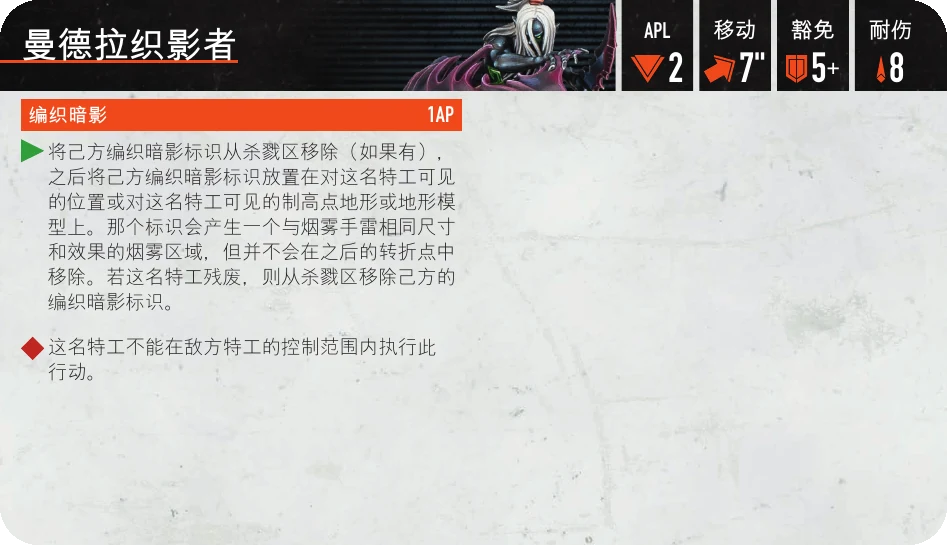 曼德拉织影者
APL
2
移动
7"
豁免
5+
耐伤
8
编织暗影 1AP
将己方编织暗影标识从杀戮区移除（如果有），
之后将己方编织暗影标识放置在对这名特工可见
的位置或对这名特工可见的制高点地形或地形模
型上。那个标识会产生一个与烟雾手雷相同尺寸
和效果的烟雾区域，但并不会在之后的转折点中
移除。若这名特工残废，则从杀戮区移除己方的
编织暗影标识。
这名特工不能在敌方特工的控制范围内执行此
行动。